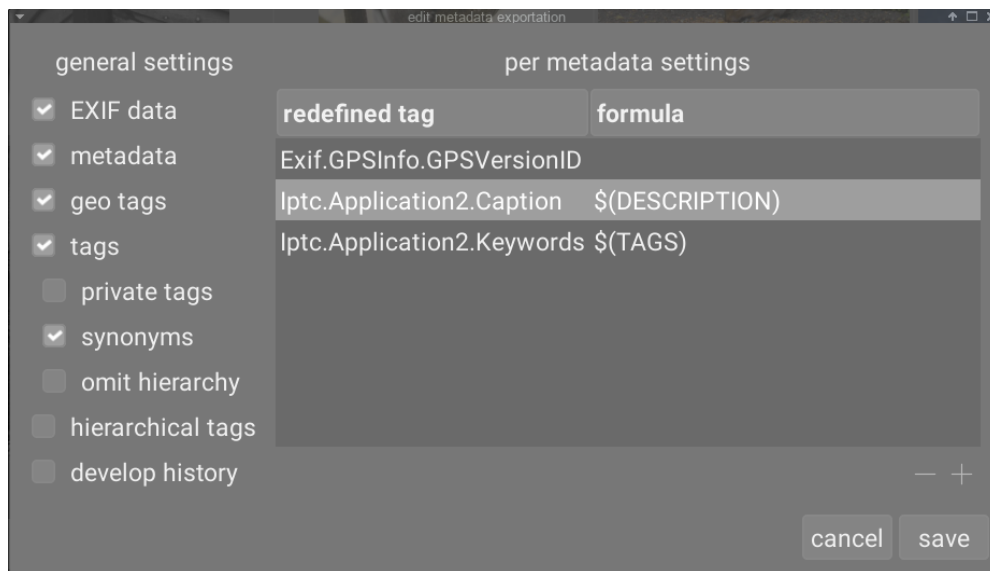 edit metadata exportation
general settings
per metadata settings
EXIF data
metadata
geo tags
tags
private tags
synonyms
omit hierarchy
hierarchical tags
develop history
redefined tag formula
Exif.GPSInfo.GPSVersionID
Iptc.Application2.Caption $(DESCRIPTION)
Iptc.Application2.Keywords $(TAGS)
cancel save